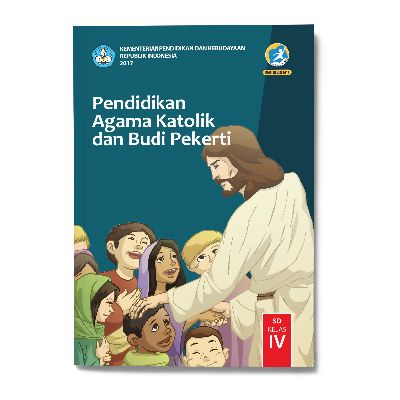 KEMENTERIAN PENDIDIKAN DAN KEBUDAYAAN
REPUBLIK INDONESIA
2017
Pendidikan
Agama Katolik
dan Budi Pekerti
SD
KELAS
IV